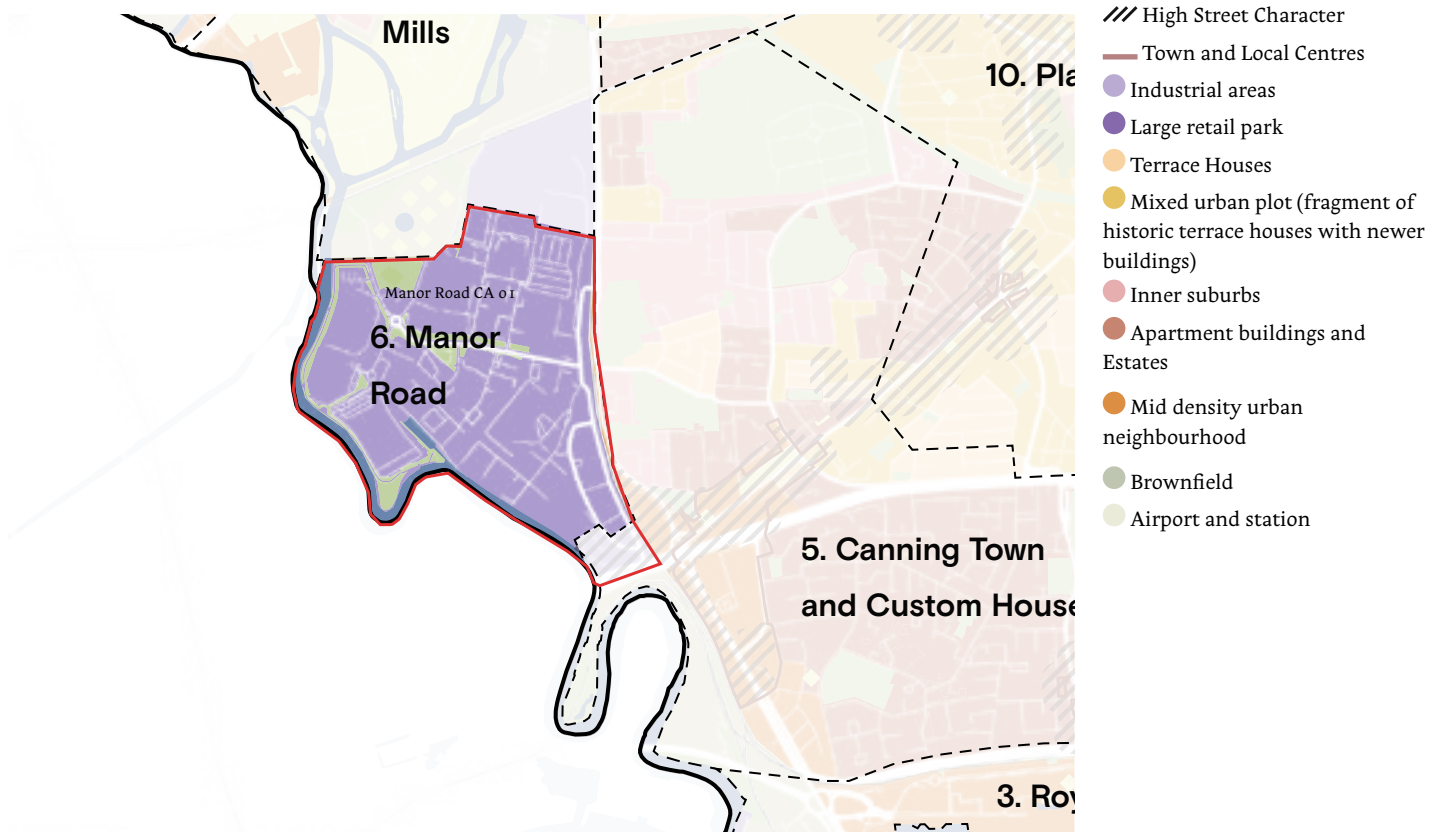 Mills
10. Pla
Manor Road CA 01
6. Manor
Road
5. Canning Town
and Custom House
3. Roy
High Street Character
Town and Local Centres
Industrial areas
Large retail park
Terrace Houses
Mixed urban plot (fragment of
historic terrace houses with newer
buildings)
Inner suburbs
Apartment buildings and
Estates
Mid density urban
neighbourhood
Brownfield
Airport and station